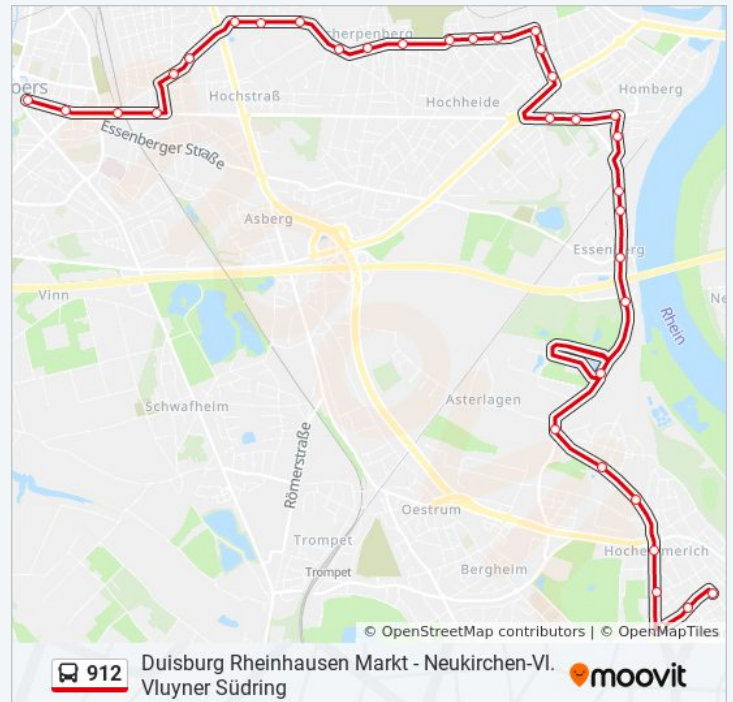 cherpenberg
oers
Hochstraß
Hochheide
Homberg
Essenberger Straße
Asberg
Essenberg
Vinn
Ne
Rhein
Schwafheim
Asterlagen
Römerstraße
Oestrum
Trompet
Hochemmerich
Trompet
Bergheim
© OpenStreetMap contributors | © OpenMapTiles
912
Duisburg Rheinhausen Markt - Neukirchen-Vl.
Vluyner Südring
moovit